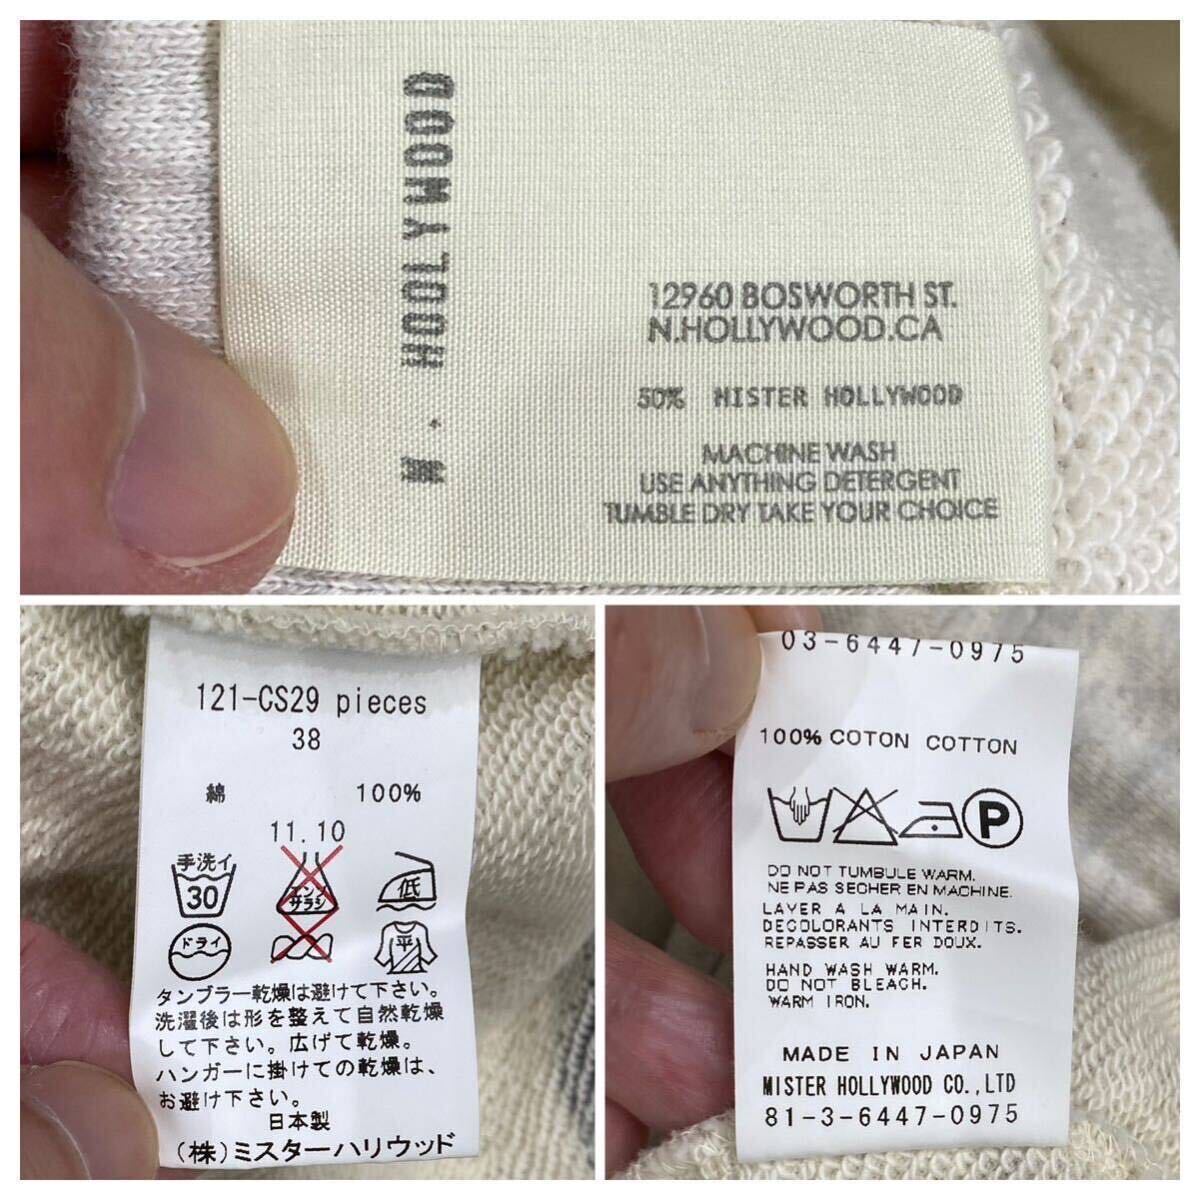 N. HOOLYWOOD
12960 BOSWORTH ST.
N.HOLLYWOOD.CA
50% MISTER HOLLYWOOD
MACHINE WASH
USE ANYTHING DETERGENT
TUMBLE DRY TAKE YOUR CHOICE
121-CS29 pieces
38
綿 100%
11.10
手洗イ
30
エンソ
サラシ
低
ドライ
平
タンブラー乾燥は避けて下さい。
洗濯後は形を整えて自然乾燥
して下さい。広げて乾燥。
ハンガーに掛けての乾燥は、
お避け下さい。
日本製
(株)ミスターハリウッド
03-6447-0975
100% COTON COTTON
P
DO NOT TUMBULE WARM.
NE PAS SECHER EN MACHINE.
LAVER A LA MAIN.
DECOLORANTS INTERDITS.
REPASSER AU FER DOUX.
HAND WASH WARM.
DO NOT BLEACH.
WARM IRON.
MADE IN JAPAN
MISTER HOLLYWOOD CO.,LTD
81-3-6447-0975